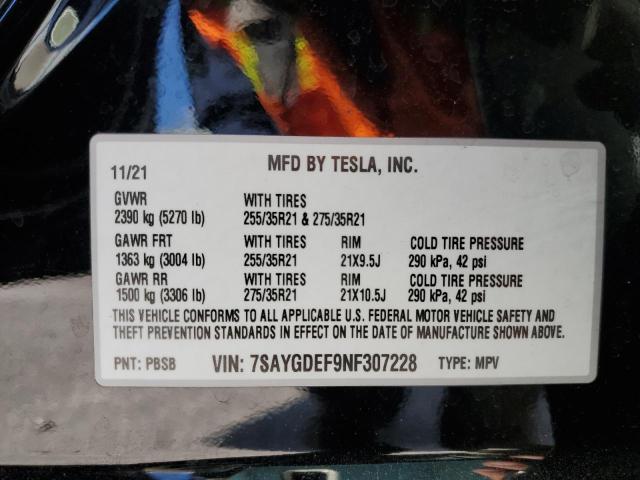 MFD BY TESLA, INC.
11/21
GVWR WITH TIRES
2390 kg (5270 lb) 255/35R21 & 275/35R21
GAWR FRT WITH TIRES RIM COLD TIRE PRESSURE
1363 kg (3004 lb) 255/35R21 21X9.5J 290 kPa, 42 psi
GAWR RR WITH TIRES RIM COLD TIRE PRESSURE
1500 kg (3306 lb) 275/35R21 21X10.5J 290 kPa, 42 psi
THIS VEHICLE CONFORMS TO ALL APPLICABLE U.S. FEDERAL MOTOR VEHICLE SAFETY AND
THEFT PREVENTION STANDARDS IN EFFECT ON THE DATE OF MANUFACTURE SHOWN ABOVE.
PNT: PBSB VIN: 7SAYGDEF9NF307228 TYPE: MPV